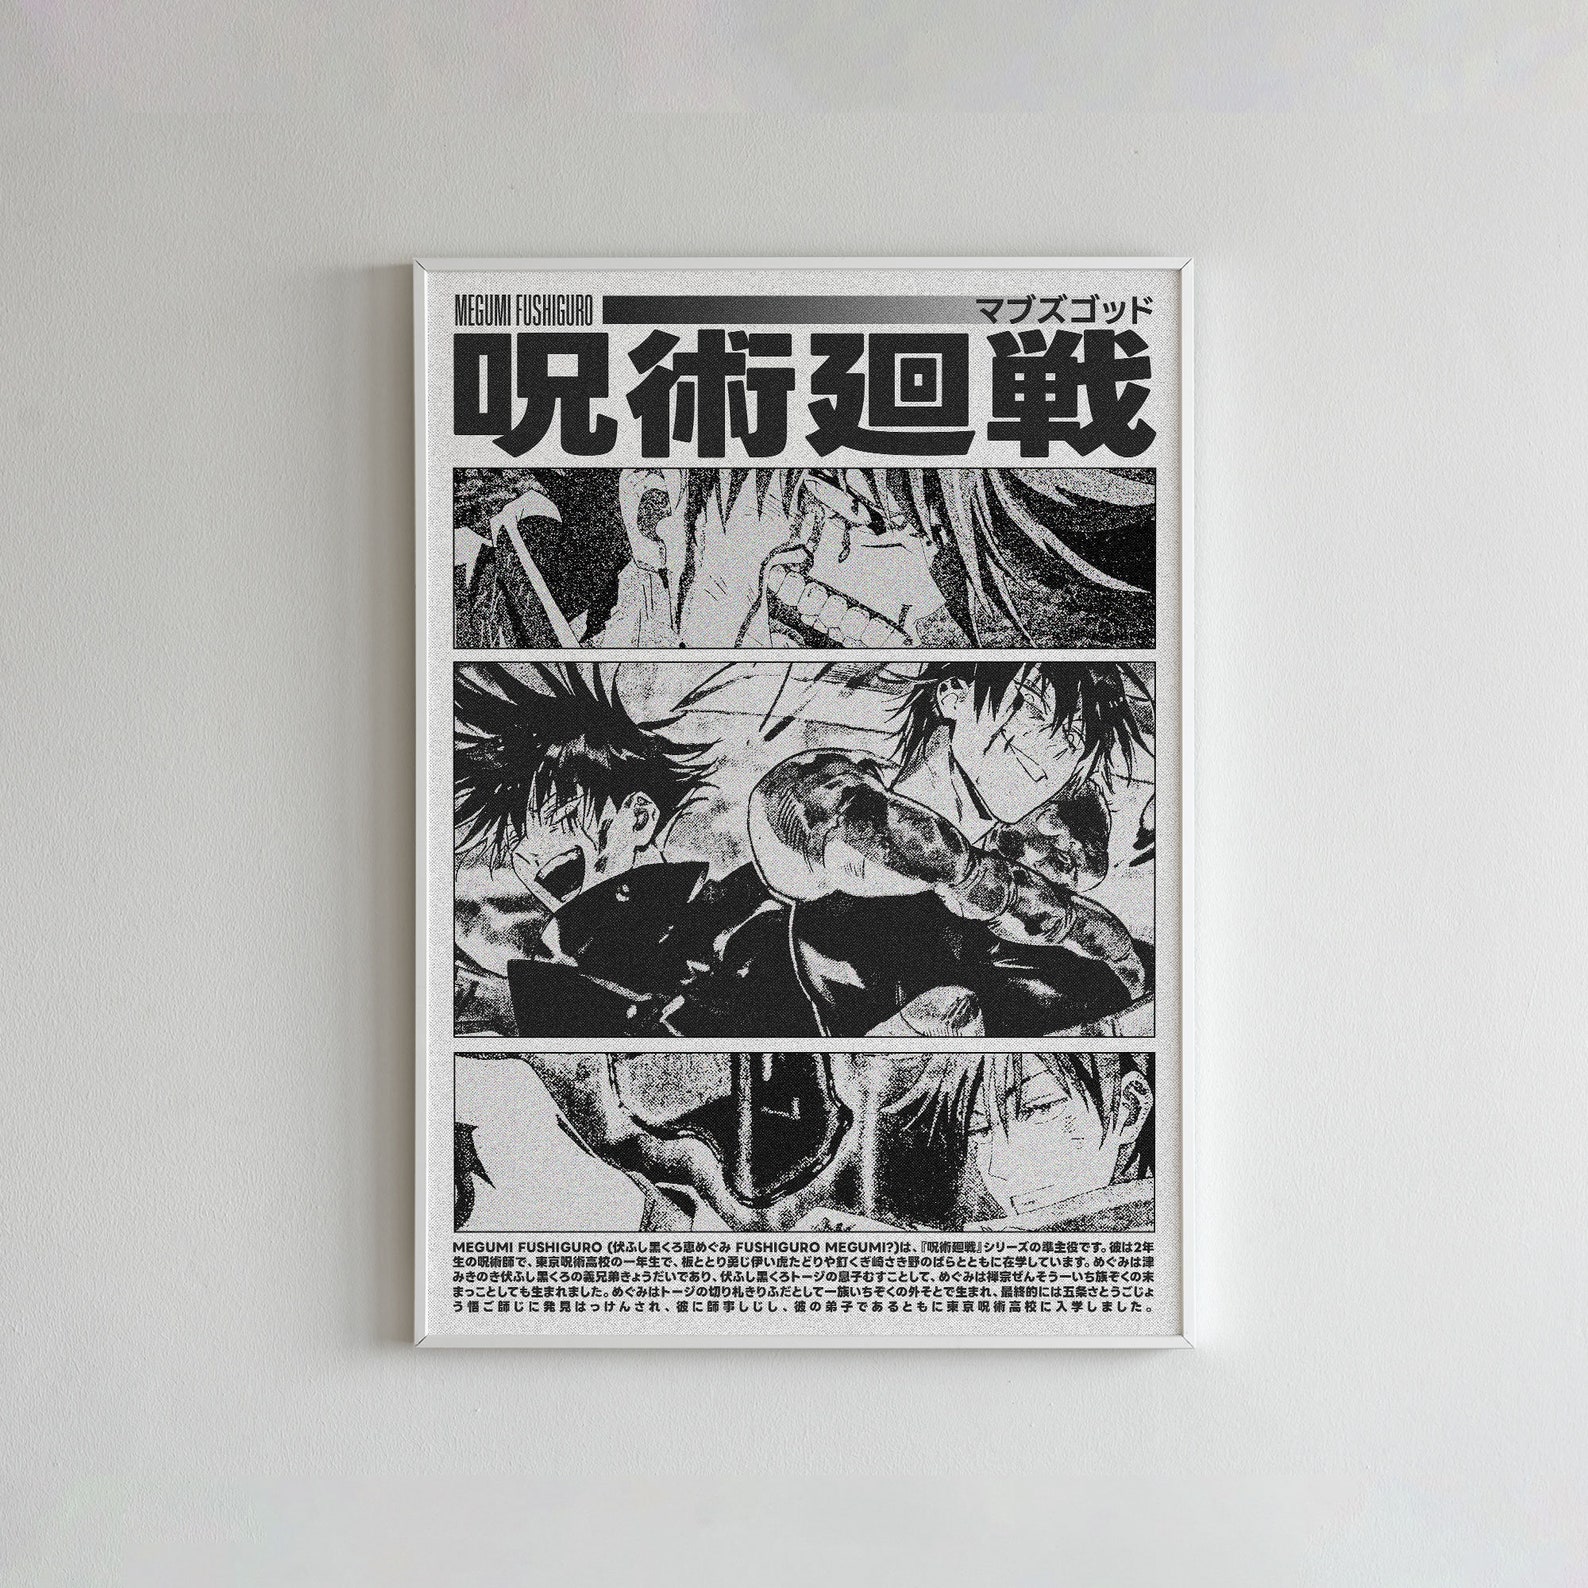 MEGUMI FUSHIGURO
マブズゴッド
呪術廻戦
MEGUMI FUSHIGURO (伏ふし黒くろ恵めぐみ FUSHIGURO MEGUMI?)は、『呪術廻戦』シリーズの準主役です。彼は2年
生の呪術師で、東京呪術高校の一年生で、板ととり勇じ伊い虎たどりや釘くぎ崎さき野のばらとともに在学しています。めぐみは津
みきのき伏ふし黒くろの義兄弟きょうだいであり、伏ふし黒くろトージの息子むすことして、めぐみは禅宗ぜんそうーいち族ぞくの末
まっことしても生まれました。めぐみはトージの切り札きりふだとして一族いちぞくの外そとで生まれ、最終的には五条さとうごじょ
う悟ご師じに発見はっけんされ、彼に師事しじし、彼の弟子であるともに東京呪術高校に入学しました。